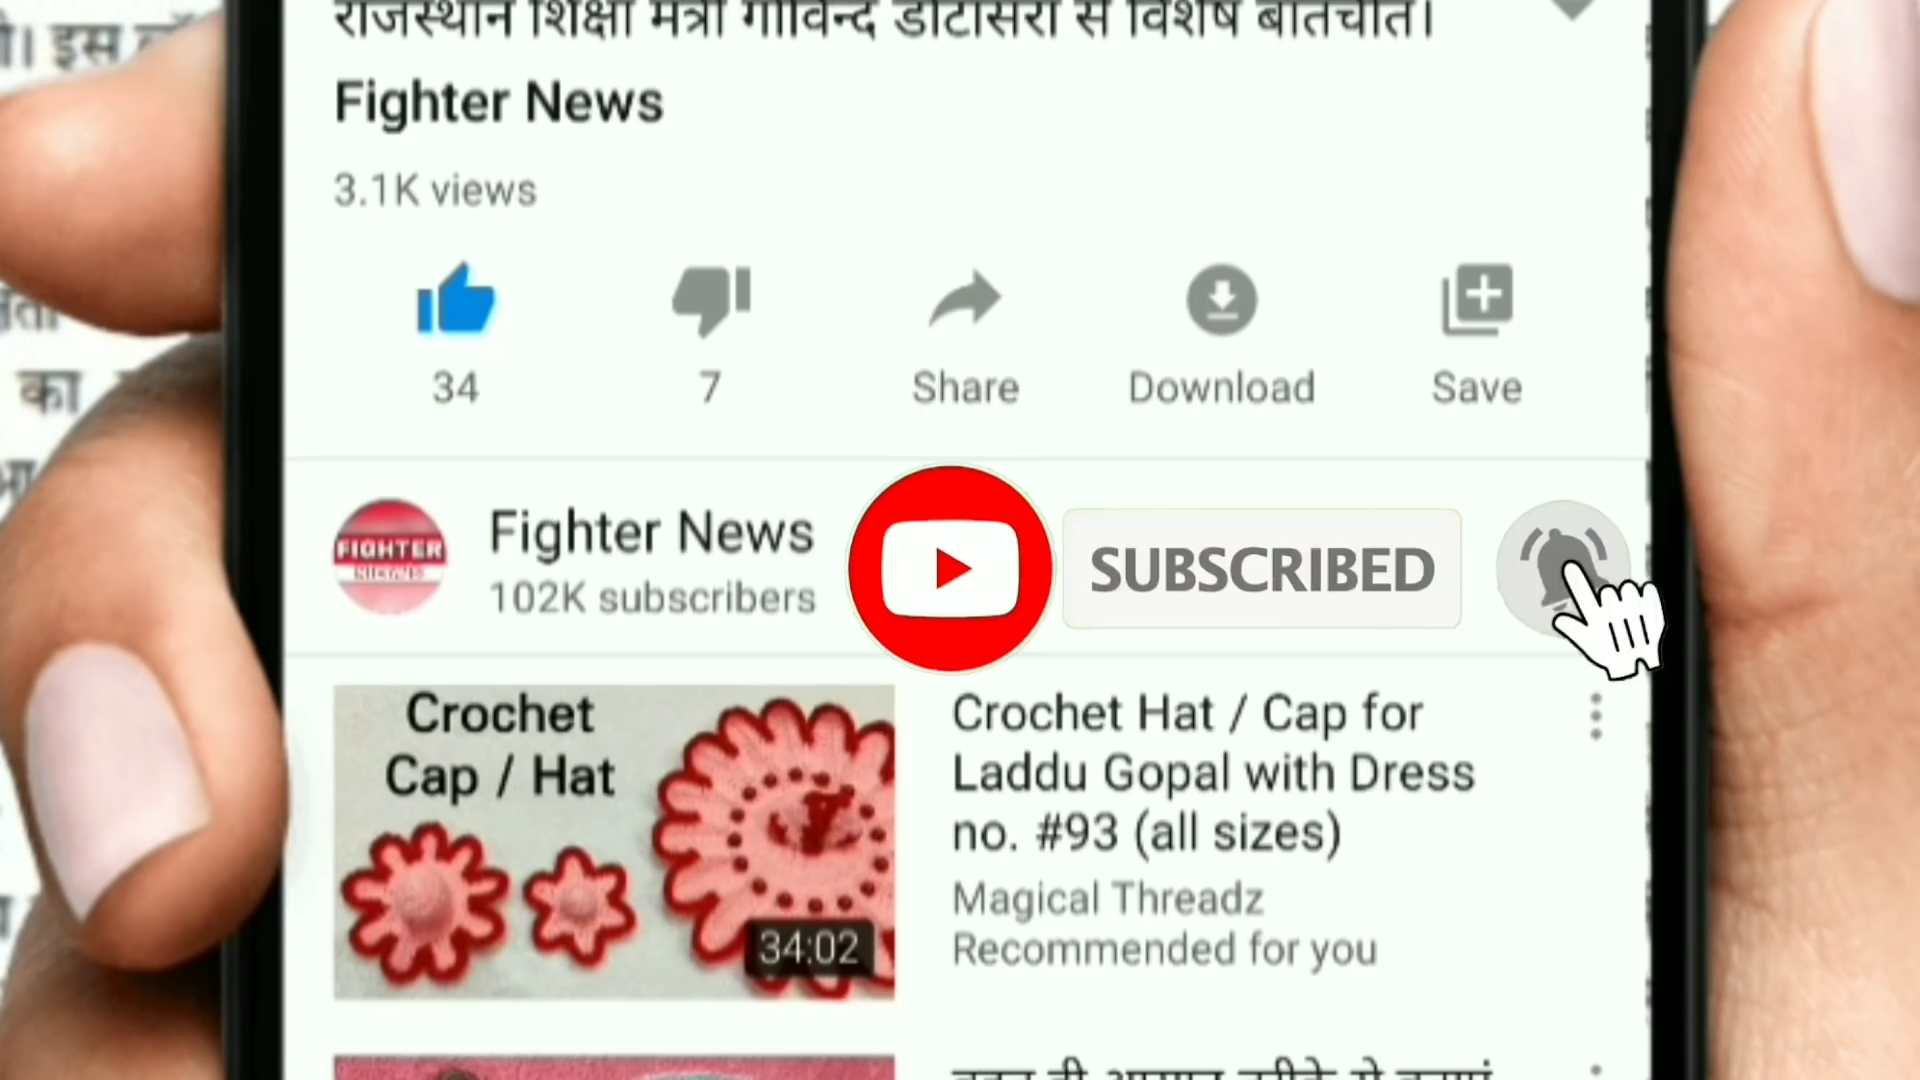 राजस्थान शिक्षा मंत्री गोविन्द डोटासरा से विशेष बातचीत।
Fighter News
3.1K views
34
7
Share
Download
Save
FIGHTER
Fighter News
102K subscribers
SUBSCRIBED
Crochet
Cap / Hat
34:02
Crochet Hat / Cap for
Laddu Gopal with Dress
no. #93 (all sizes)
Magical Threadz
Recommended for you
इस
का